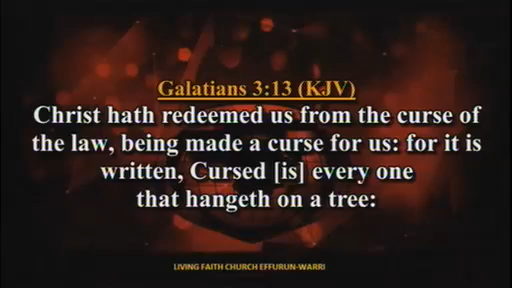 Galatians 3:13 (KJV)
Christ hath redeemed us from the curse of
the law, being made a curse for us: for it is
written, Cursed [is] every one
that hangeth on a tree:
LIVING FAITH CHURCH EFFURUN-WARRI